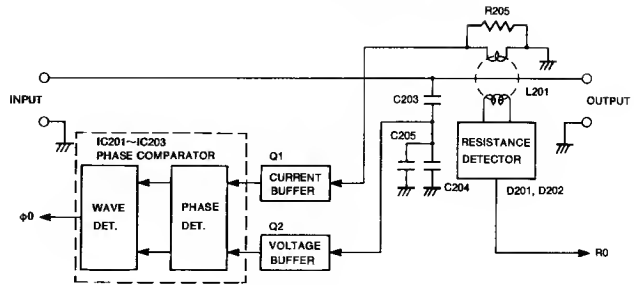 R205
INPUT
C203
L201
OUTPUT
IC201~IC203
PHASE COMPARATOR
Q1
C205
C204
RESISTANCE
DETECTOR
D201, D202
CURRENT
BUFFER
WAVE
DET.
PHASE
DET.
φ0
Q2
VOLTAGE
BUFFER
R0